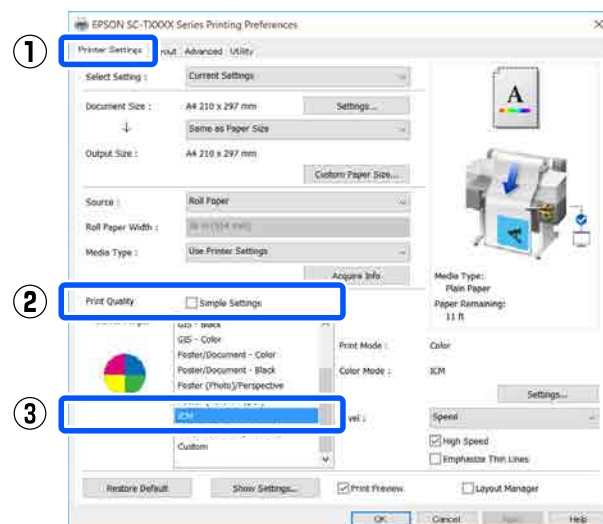 EPSON SC-TXXXX Series Printing Preferences
①
Printer Settings
out Advanced Utility
Select Setting :
Current Settings
Document Size :
A4 210 x 297 mm
Settings...
Same as Paper Size
Output Size :
A4 210 x 297 mm
Custom Paper Size...
Source :
Roll Paper
Roll Paper Width :
Media Type :
Use Printer Settings
Acquire Info
Media Type:
Plain Paper
Paper Remaining:
11 ft
②
Print Quality
Simple Settings
GIS - Black
GIS - Color
Poster/Document - Color
Poster/Document - Black
Poster (Photo)/Perspective
Print Mode :
Color
Color Mode :
ICM
Settings...
③
ICM
vel :
Speed
Custom
High Speed
Emphasize Thin Lines
Restore Default
Show Settings...
Print Preview
Layout Manager
OK
Cancel
Help